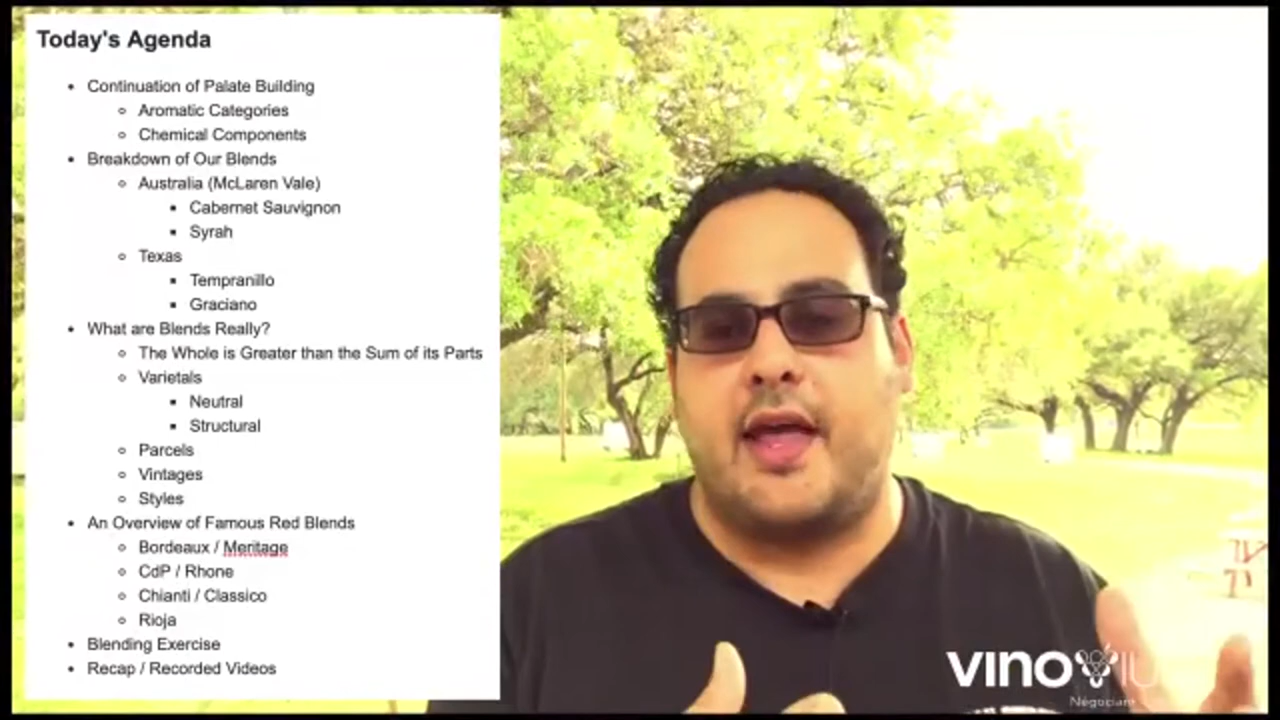 Today's Agenda
Continuation of Palate Building
Aromatic Categories
Chemical Components
Breakdown of Our Blends
Australia (McLaren Vale)
Cabernet Sauvignon
Syrah
Texas
Tempranillo
Graciano
What are Blends Really?
The Whole is Greater than the Sum of its Parts
Varietals
Neutral
Structural
Parcels
Vintages
Styles
An Overview of Famous Red Blends
Bordeaux / Meritage
CdP / Rhone
Chianti / Classico
Rioja
Blending Exercise
Recap / Recorded Videos
vino